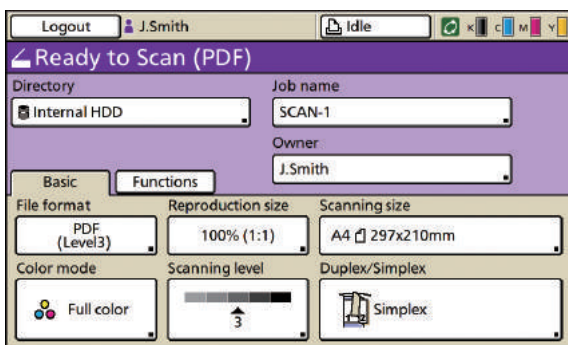 Logout J.Smith Idle K C M Y
Ready to Scan (PDF)
Directory Job name
Internal HDD SCAN-1
Owner
J.Smith
Basic Functions
File format Reproduction size Scanning size
PDF
(Level3) 100% (1:1) A4 297x210mm
Color mode Scanning level Duplex/Simplex
Full color 3 Simplex